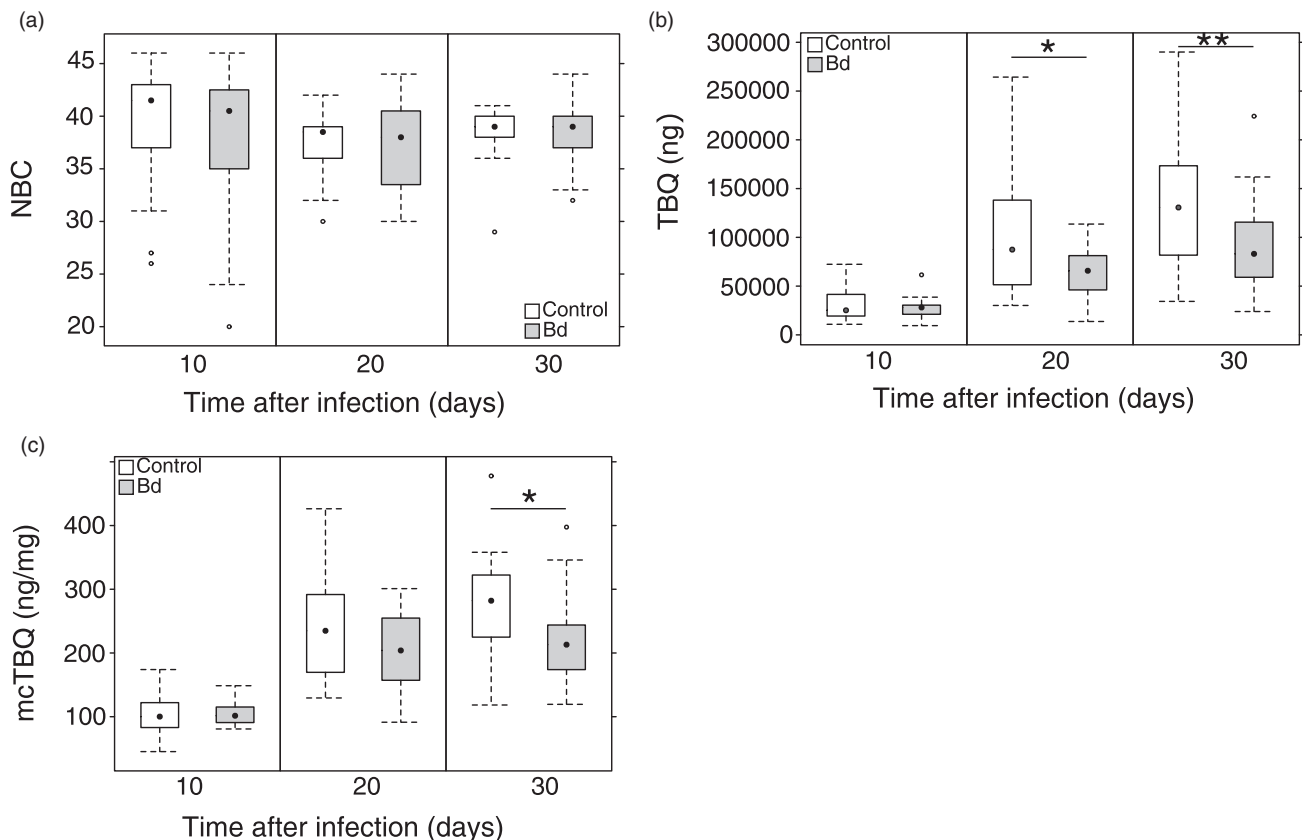 (a)
NBC
45
40
35
30
25
20
Control
Bd
10 20 30
Time after infection (days)
(b)
TBQ (ng)
300000
250000
200000
150000
100000
50000
0
Control
Bd
*
**
10 20 30
Time after infection (days)
(c)
mcTBQ (ng/mg)
400
300
200
100
Control
Bd
*
10 20 30
Time after infection (days)